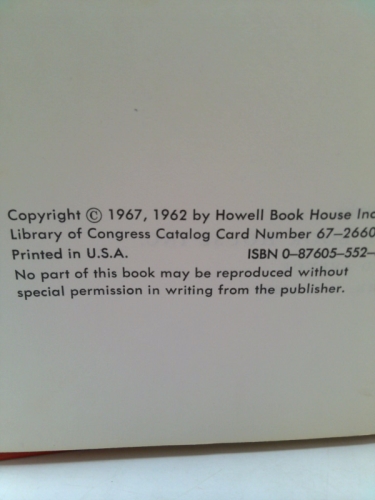 Copyright © 1967, 1962 by Howell Book House Inc
Library of Congress Catalog Card Number 67–2660
Printed in U.S.A. ISBN 0–87605–552–
No part of this book may be reproduced without
special permission in writing from the publisher.